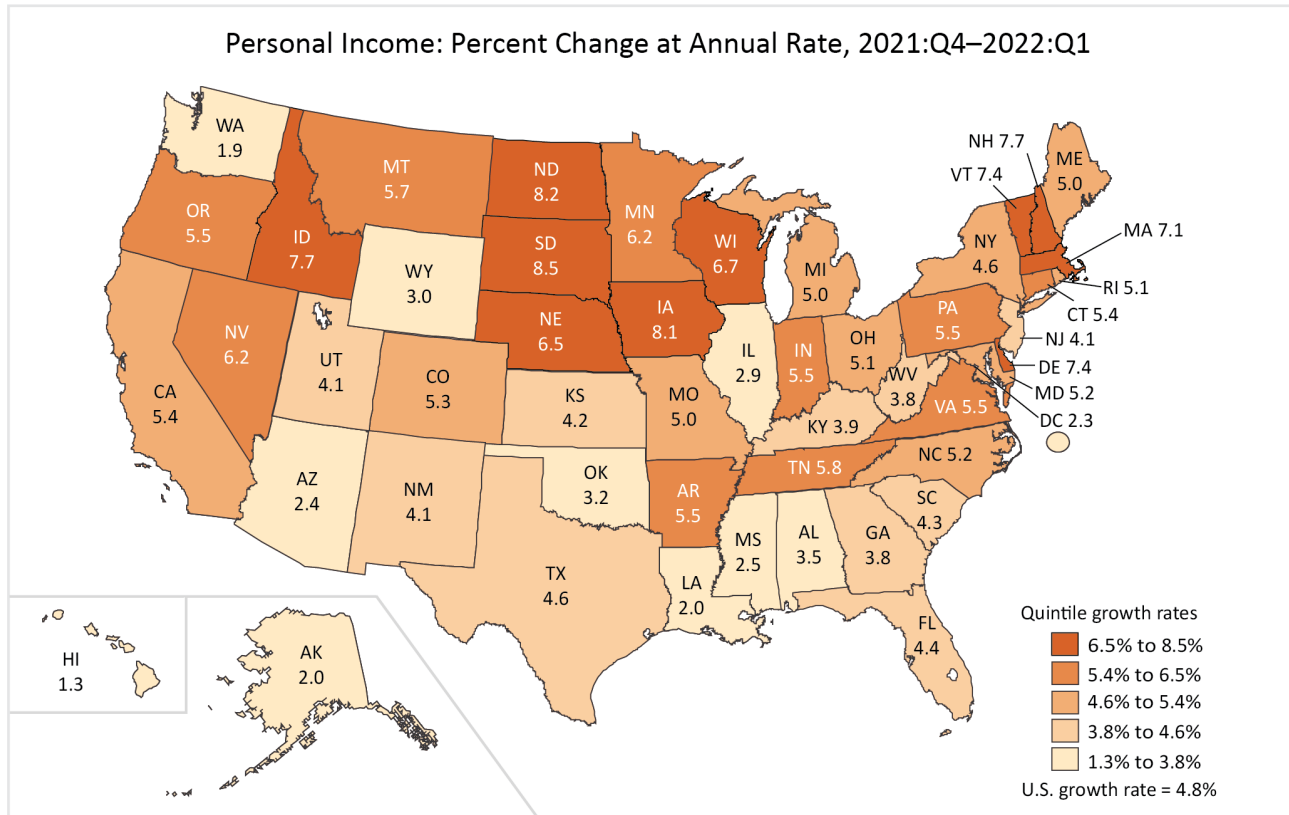 Personal Income: Percent Change at Annual Rate, 2021:Q4–2022:Q1
WA
1.9
MT
5.7
ND
8.2
MN
6.2
OR
5.5
ID
7.7
SD
8.5
WI
6.7
WY
3.0
MI
5.0
NY
4.6
VT 7.4
NH 7.7
ME
5.0
MA 7.1
RI 5.1
CT 5.4
NJ 4.1
DE 7.4
MD 5.2
DC 2.3
PA
5.5
NE
6.5
IA
8.1
NV
6.2
UT
4.1
IL
2.9
IN
5.5
OH
5.1
WV
3.8
CA
5.4
CO
5.3
KS
4.2
MO
5.0
KY 3.9
VA 5.5
AZ
2.4
NM
4.1
OK
3.2
AR
5.5
TN 5.8
NC 5.2
SC
4.3
TX
4.6
LA
2.0
MS
2.5
AL
3.5
GA
3.8
FL
4.4
HI
1.3
AK
2.0
Quintile growth rates
6.5% to 8.5%
5.4% to 6.5%
4.6% to 5.4%
3.8% to 4.6%
1.3% to 3.8%
U.S. growth rate = 4.8%